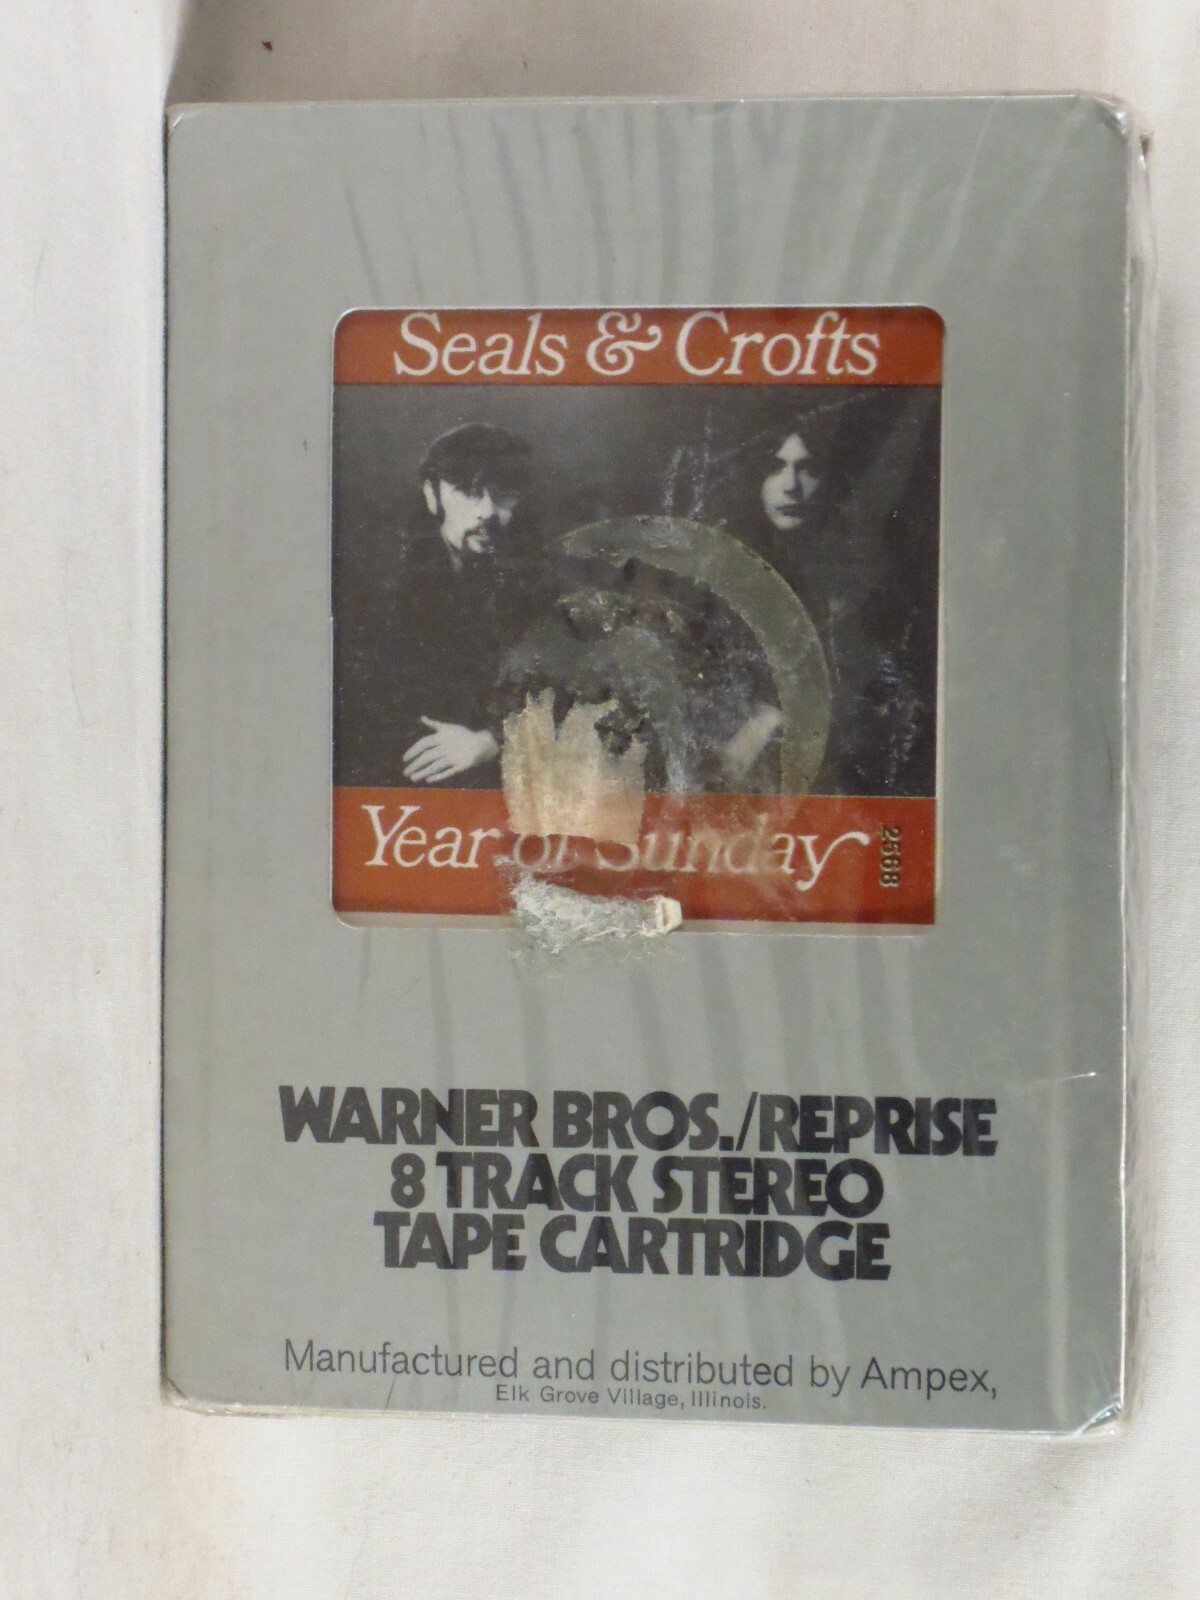 Seals & Crofts
Year of Sunday
2568
WARNER BROS./REPRISE
8 TRACK STEREO
TAPE CARTRIDGE
Manufactured and distributed by Ampex,
Elk Grove Village, Illinois.